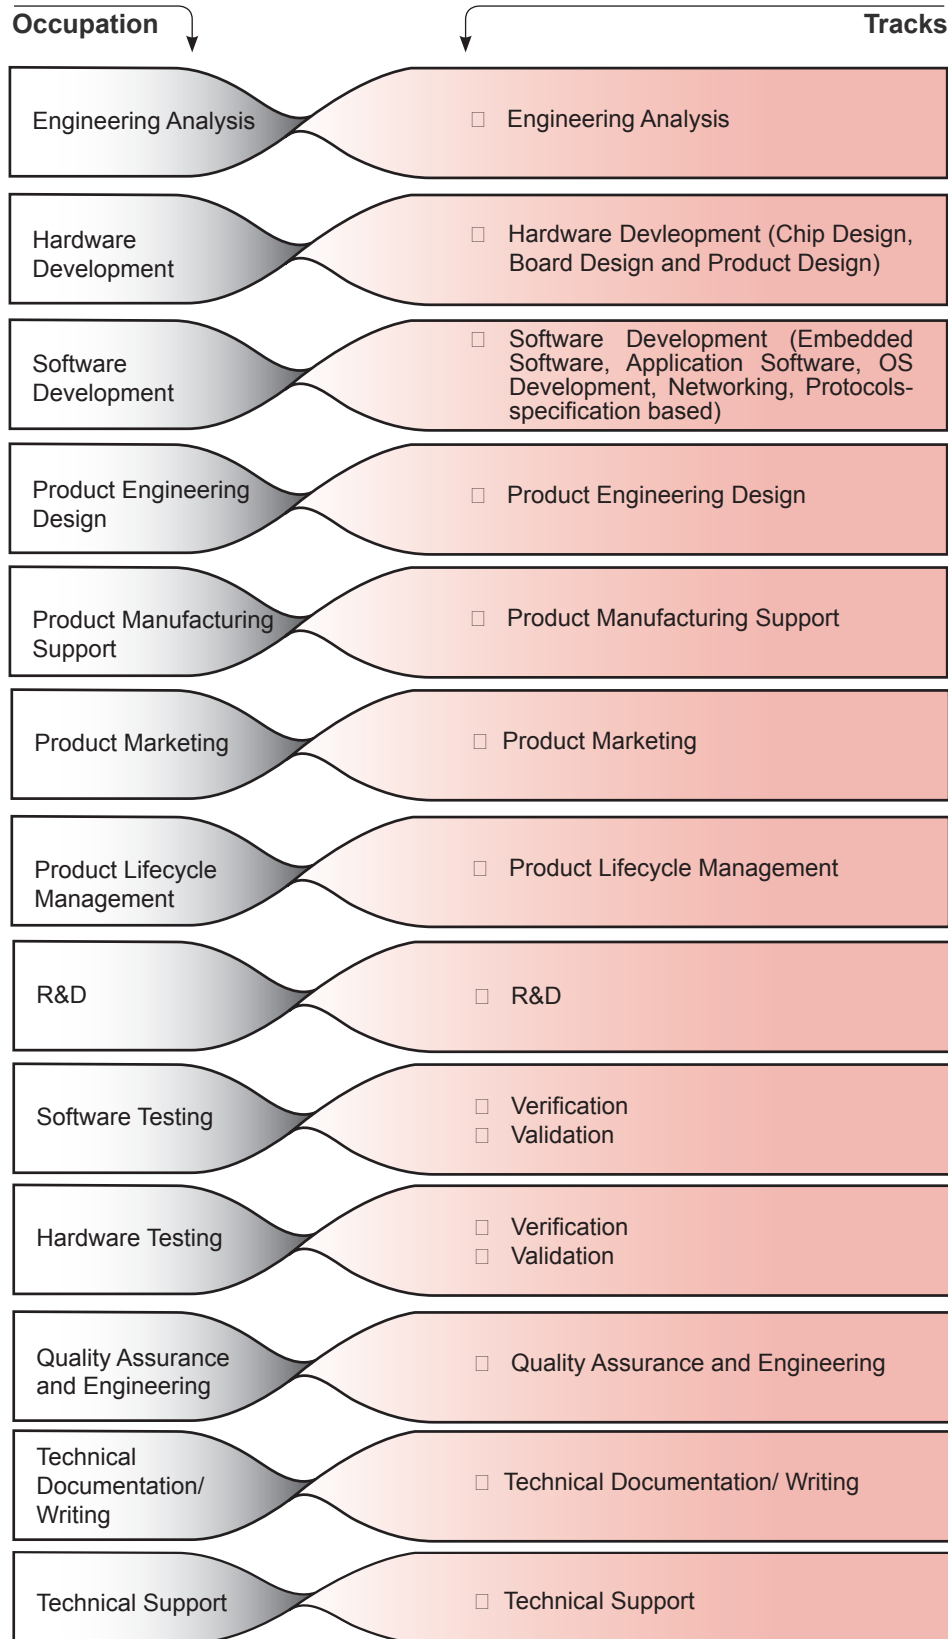 Occupation
Tracks
Engineering Analysis
Engineering Analysis
Hardware
Development
Hardware Devleopment (Chip Design,
Board Design and Product Design)
Software
Development
Software Development (Embedded
Software, Application Software, OS
Development, Networking, Protocols-
specification based)
Product Engineering
Design
Product Engineering Design
Product Manufacturing
Support
Product Manufacturing Support
Product Marketing
Product Marketing
Product Lifecycle
Management
Product Lifecycle Management
R&D
R&D
Software Testing
Verification
Validation
Hardware Testing
Verification
Validation
Quality Assurance
and Engineering
Quality Assurance and Engineering
Technical
Documentation/
Writing
Technical Documentation/ Writing
Technical Support
Technical Support